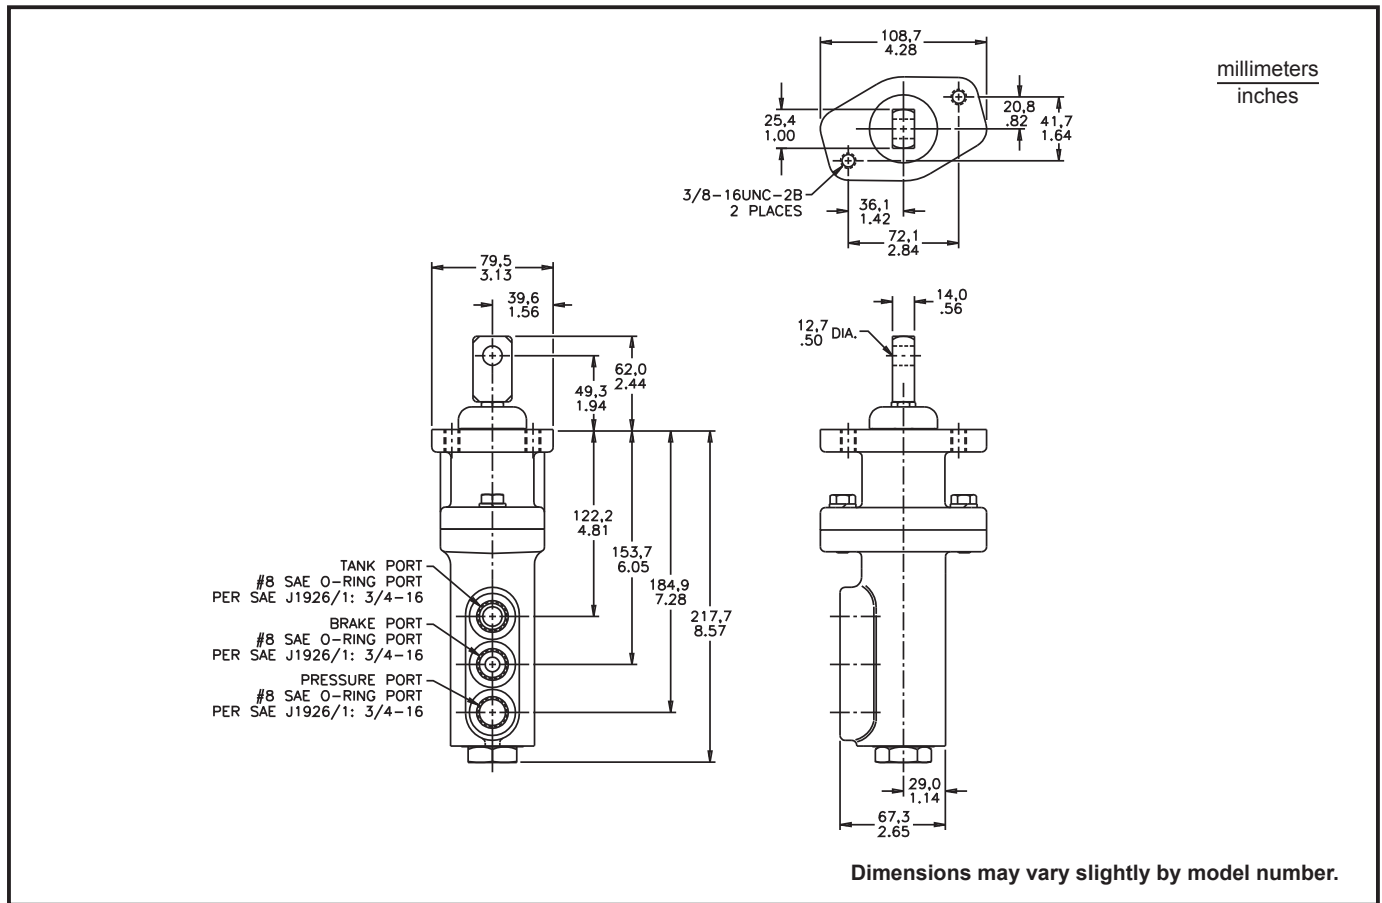 108,7
4.28
millimeters
inches
25,4
1.00
20,8
.82
41,7
1.64
3/8-16UNC-2B
2 PLACES
36,1
1.42
72,1
2.84
79,5
3.13
39,6
1.56
14,0
.56
12,7
.50 DIA.
62,0
2.44
49,3
1.94
122,2
4.81
153,7
6.05
184,9
7.28
217,7
8.57
TANK PORT
#8 SAE O-RING PORT
PER SAE J1926/1: 3/4-16
BRAKE PORT
#8 SAE O-RING PORT
PER SAE J1926/1: 3/4-16
PRESSURE PORT
#8 SAE O-RING PORT
PER SAE J1926/1: 3/4-16
29,0
1.14
67,3
2.65
Dimensions may vary slightly by model number.